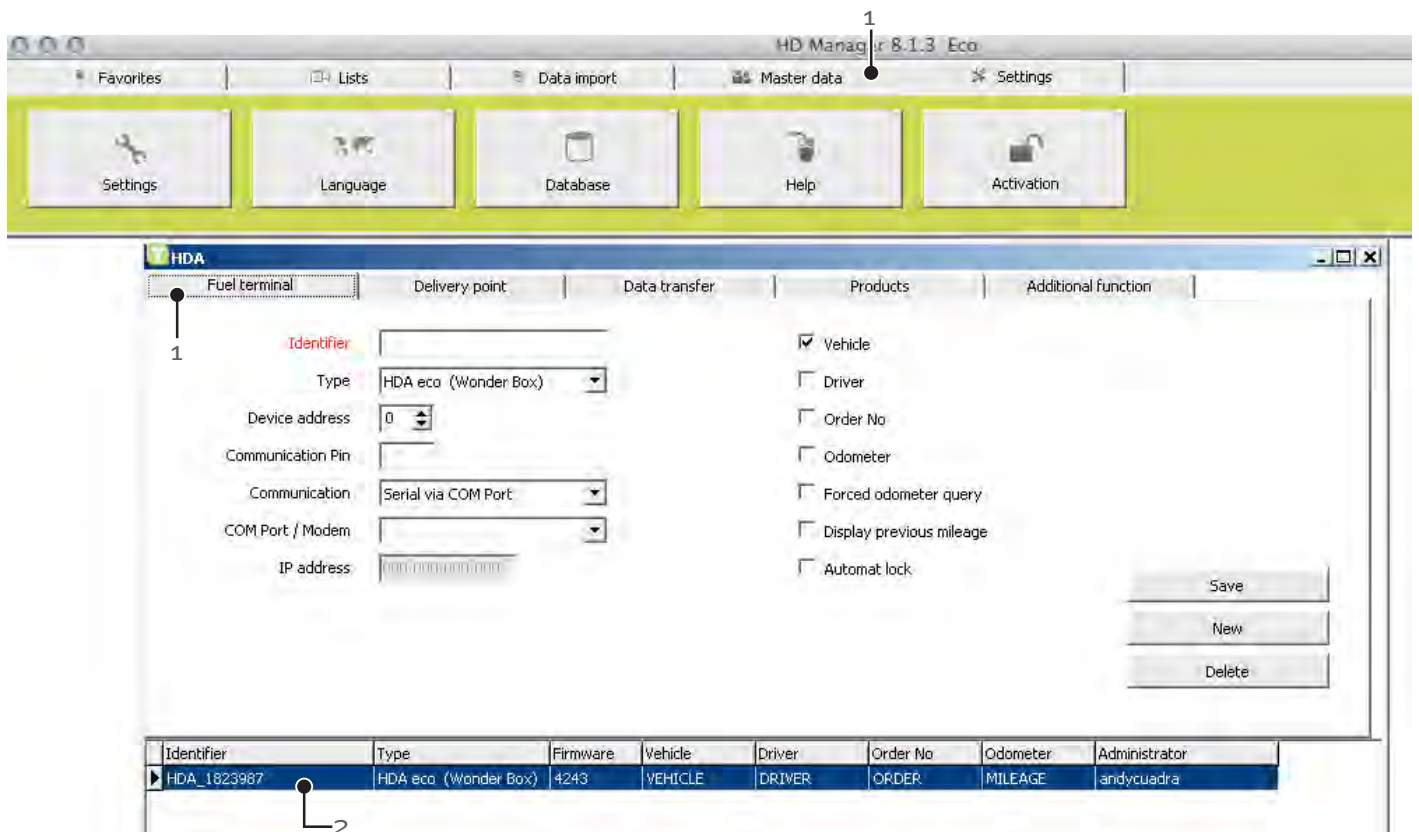 1
HD Manager 8.1.3 Eco
Favorites Lists Data import Master data Settings
Settings Language Database Help Activation
HDA
Fuel terminal Delivery point Data transfer Products Additional function
1
Identifier
Vehicle
Type HDA eco (Wonder Box)
Driver
Device address 0
Order No
Communication Pin
Odometer
Communication Serial via COM Port
Forced odometer query
COM Port / Modem
Display previous mileage
IP address 000.000.000.000
Automat lock
Save
New
Delete
Identifier Type Firmware Vehicle Driver Order No Odometer Administrator
HDA_1823987 HDA eco (Wonder Box) 4243 VEHICLE DRIVER ORDER MILEAGE andycuadra
2